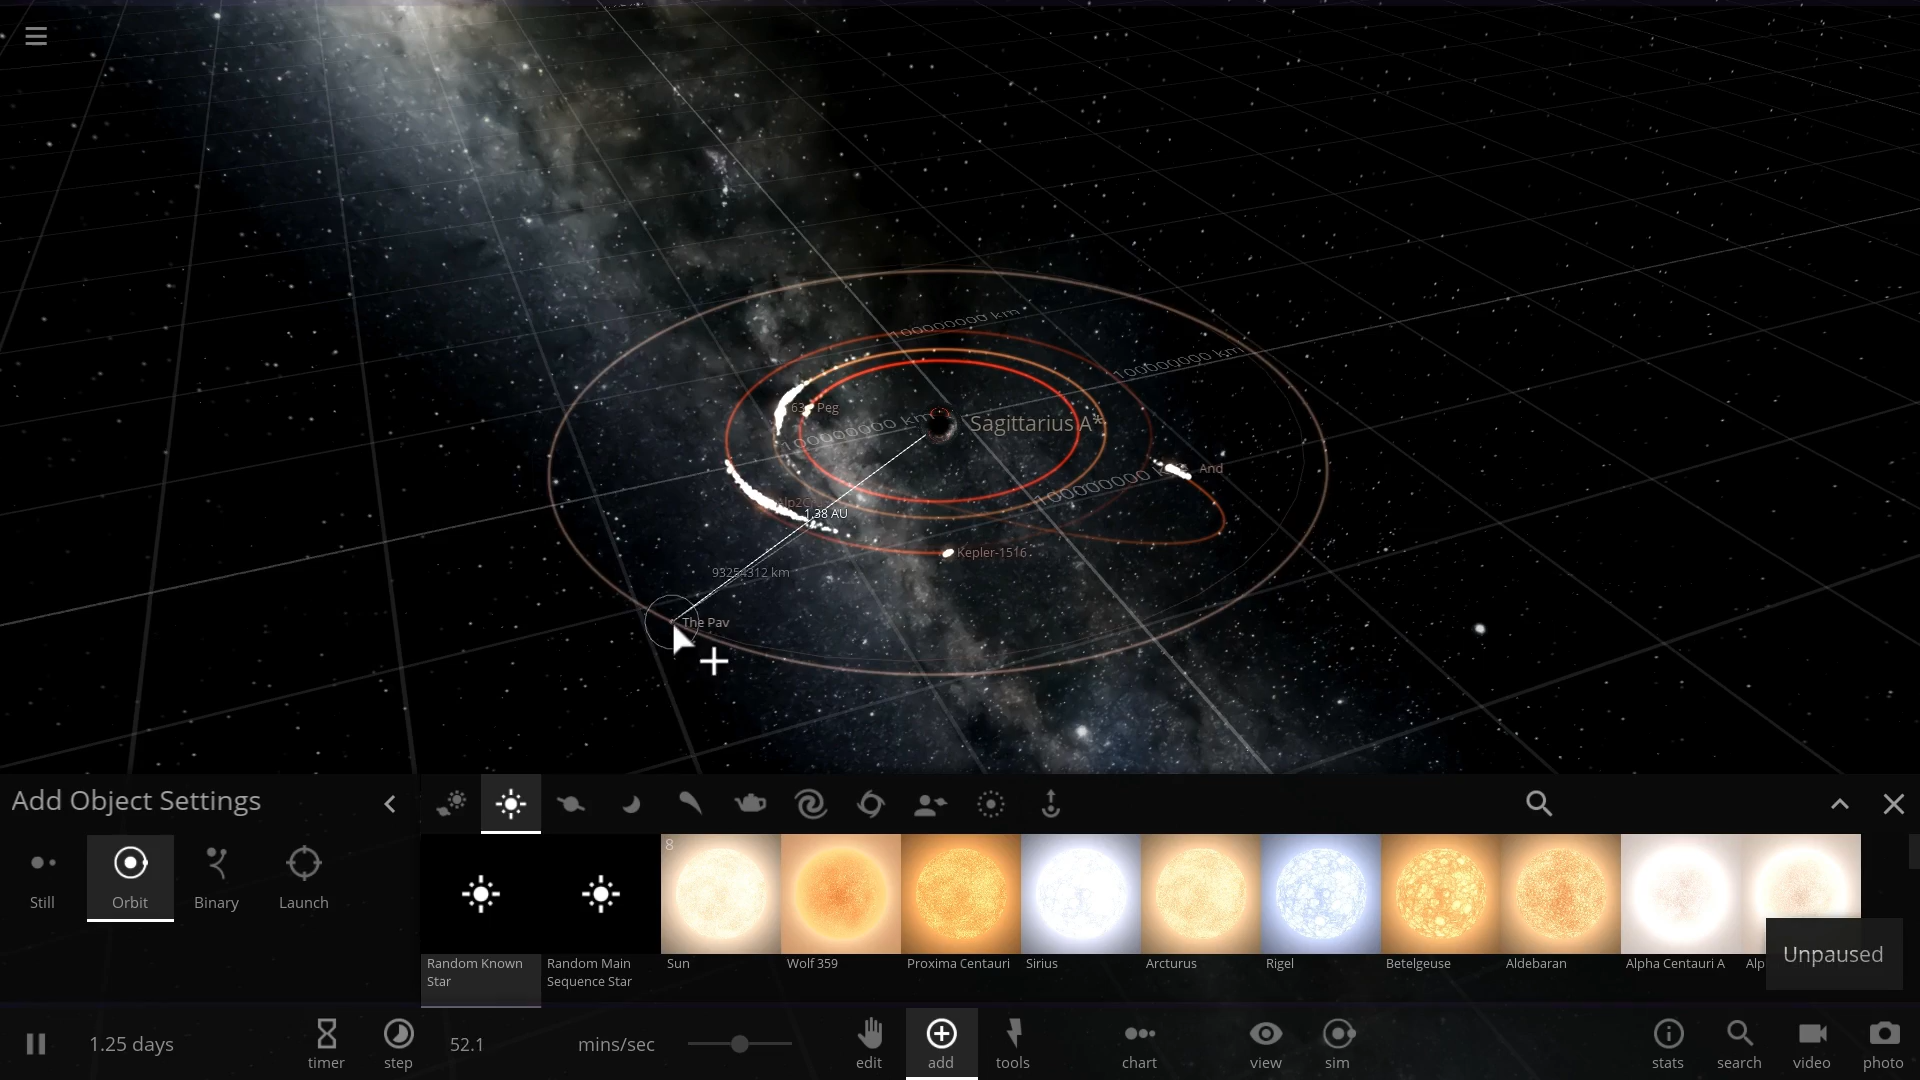 100000000 km
100000000 km
63 Peg
100000000 km
Sagittarius A*
And
100000000 k
1.38 AU
Kepler-1516
93254312 km
The Pav
Add Object Settings
Still
Orbit
Binary
Launch
8
Random Known
Star
Random Main
Sequence Star
Sun
Wolf 359
Proxima Centauri
Sirius
Arcturus
Rigel
Betelgeuse
Aldebaran
Alpha Centauri A
Alp
Unpaused
1.25 days
timer
step
52.1
mins/sec
edit
add
tools
chart
view
sim
stats
search
video
photo